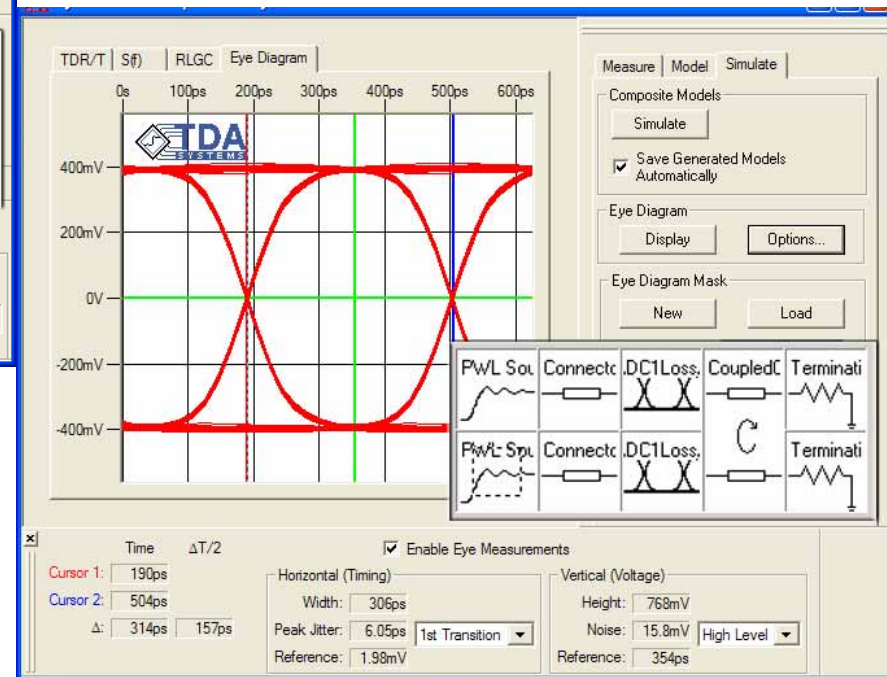 TDR/T S(f) RLGC Eye Diagram
0s 100ps 200ps 300ps 400ps 500ps 600ps
TDA
SYSTEMS
400mV
200mV
0V
-200mV
-400mV
Measure Model Simulate
Composite Models
Simulate
Save Generated Models
Automatically
Eye Diagram
Display Options...
Eye Diagram Mask
New Load
PWL Sou Connecto .DC1Loss. CoupledC Terminati
PWL Sou Connecto .DC1Loss. Terminati
Time ΔT/2
Cursor 1: 190ps
Cursor 2: 504ps
Δ: 314ps 157ps
Enable Eye Measurements
Horizontal (Timing)
Width: 306ps
Peak Jitter: 6.05ps 1st Transition
Reference: 1.98mV
Vertical (Voltage)
Height: 768mV
Noise: 15.8mV High Level
Reference: 354ps